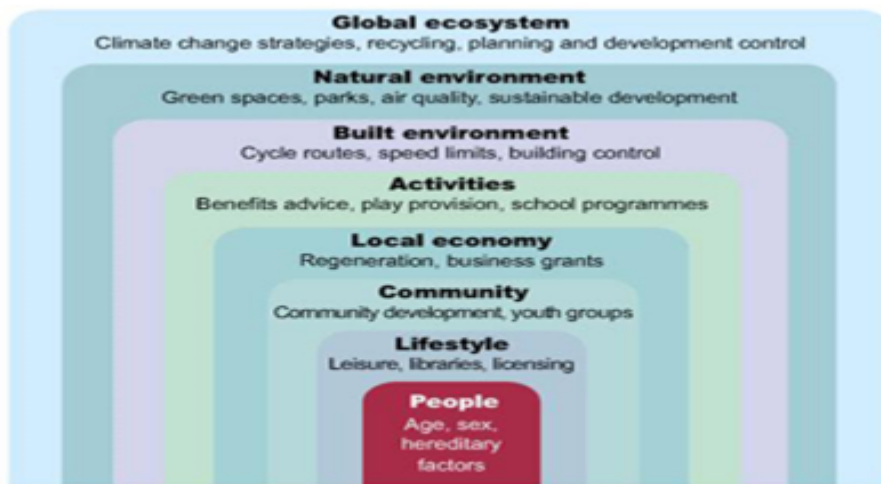 Global ecosystem
Climate change strategies, recycling, planning and development control
Natural environment
Green spaces, parks, air quality, sustainable development
Built environment
Cycle routes, speed limits, building control
Activities
Benefits advice, play provision, school programmes
Local economy
Regeneration, business grants
Community
Community development, youth groups
Lifestyle
Leisure, libraries, licensing
People
Age, sex,
hereditary
factors